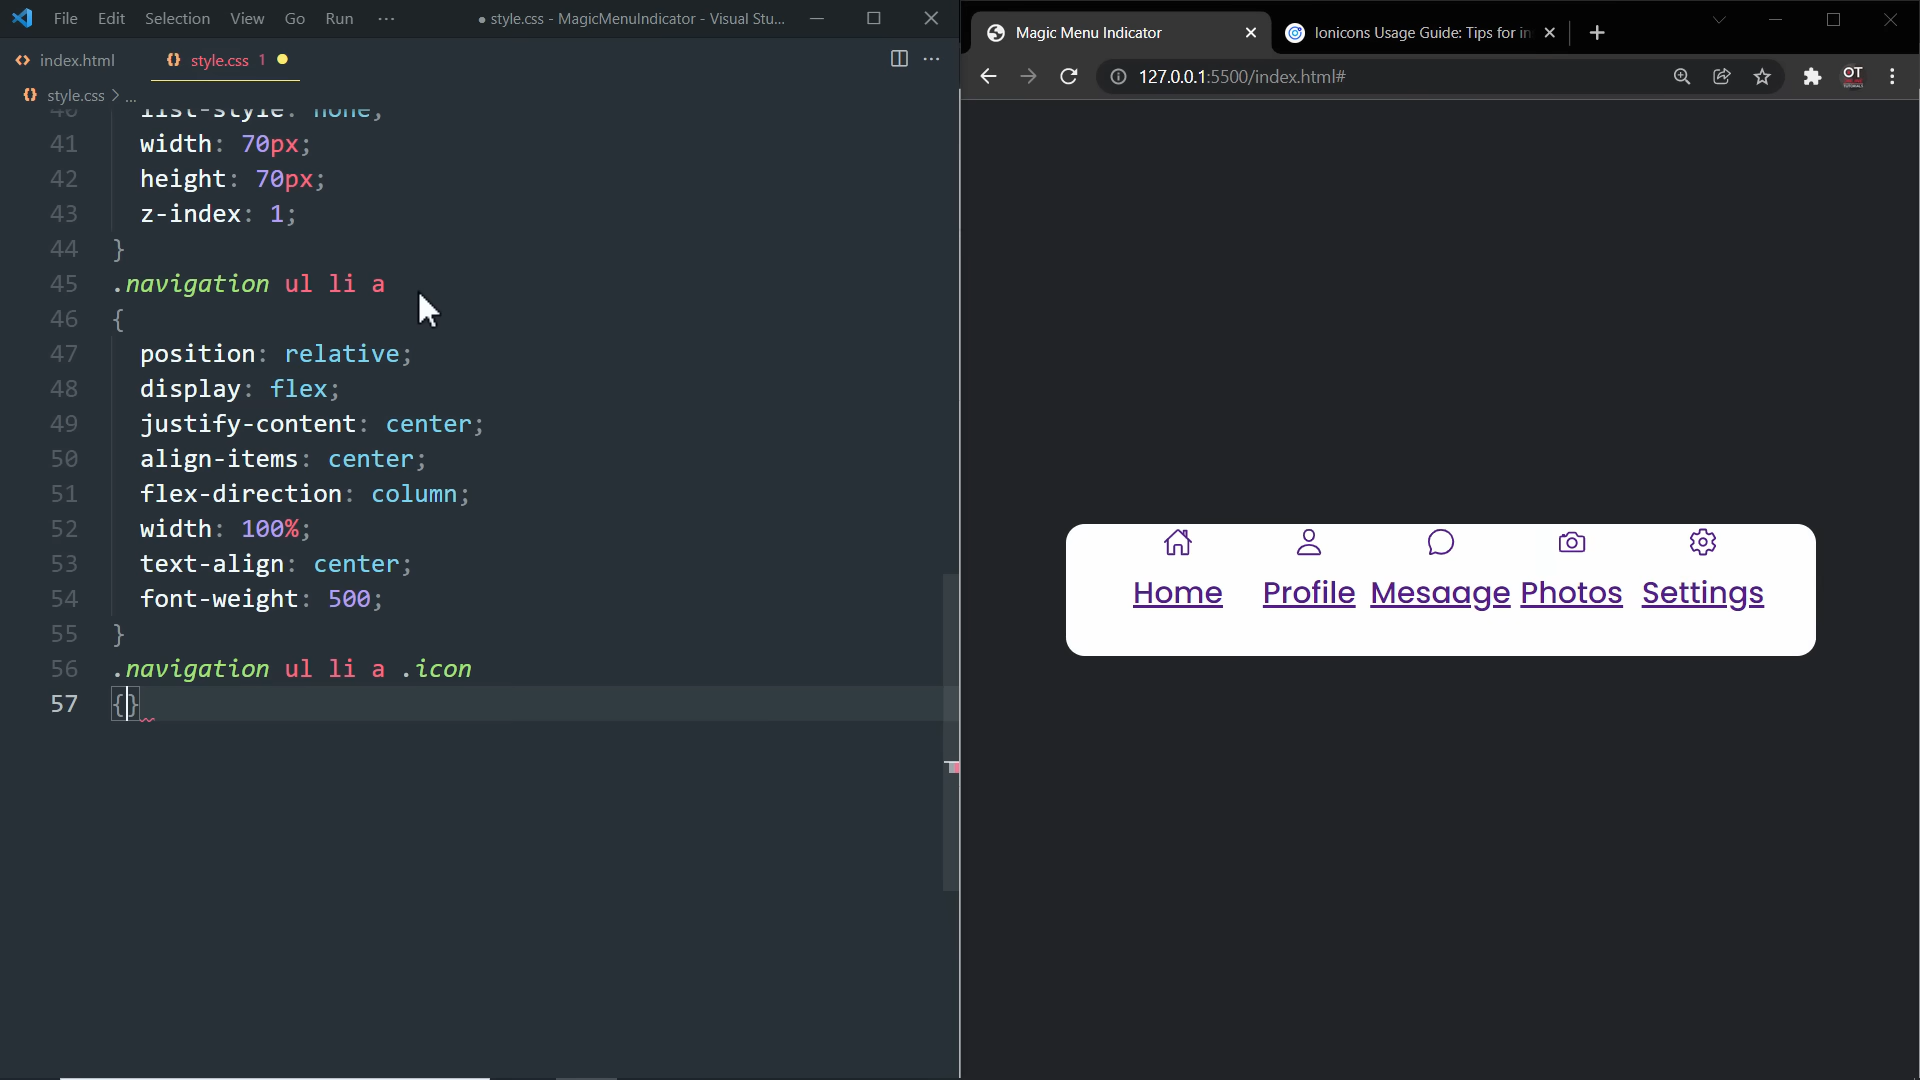 File Edit Selection View Go Run ··· ● style.css - MagicMenuIndicator - Visual Stu...
index.html style.css 1
style.css > ...
40 list-style: none;
41 width: 70px;
42 height: 70px;
43 z-index: 1;
44 }
45 .navigation ul li a
46 {
47 position: relative;
48 display: flex;
49 justify-content: center;
50 align-items: center;
51 flex-direction: column;
52 width: 100%;
53 text-align: center;
54 font-weight: 500;
55 }
56 .navigation ul li a .icon
57 {}
Magic Menu Indicator Ionicons Usage Guide: Tips for in
127.0.0.1:5500/index.html#
OT
Home Profile Mesaage Photos Settings